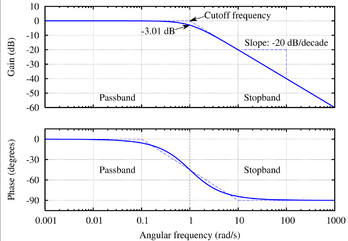 10
0
-10
-20
-30
-40
-50
-60
Gain (dB)
Cutoff frequency
-3.01 dB
Slope: -20 dB/decade
Passband
Stopband
0
-30
-60
-90
Phase (degrees)
Passband
Stopband
0.001
0.01
0.1
1
10
100
1000
Angular frequency (rad/s)